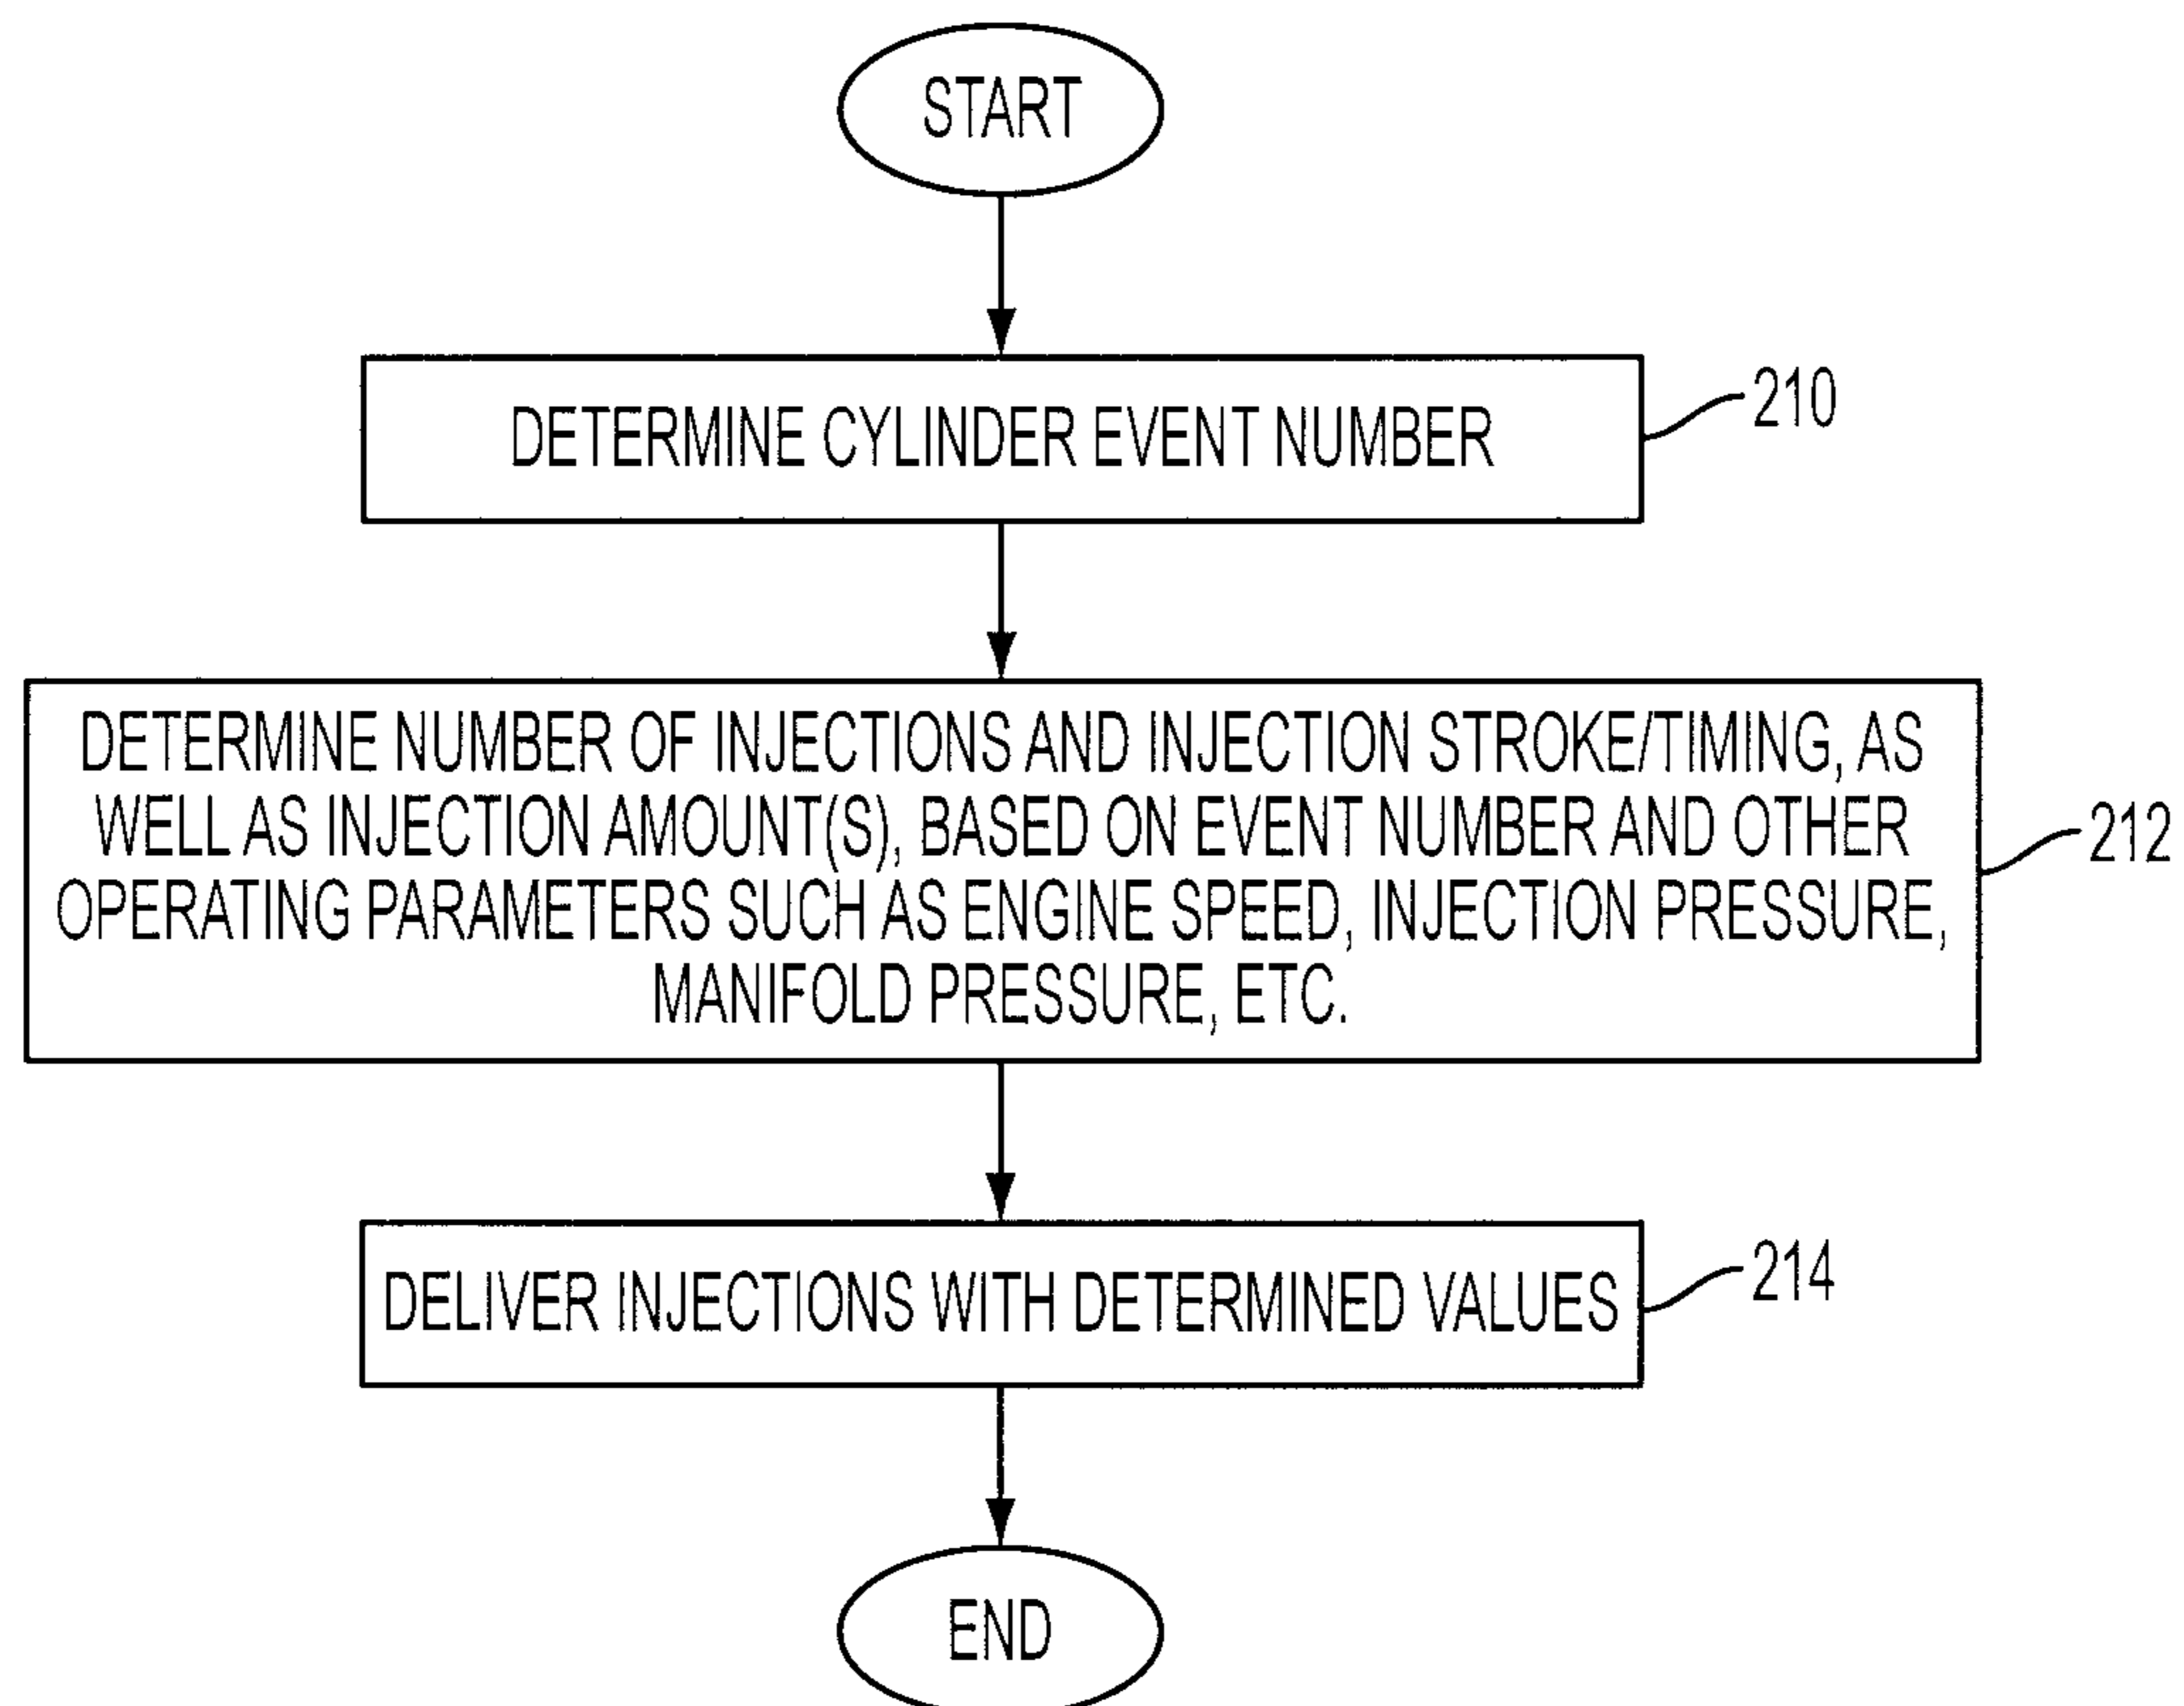 START
DETERMINE CYLINDER EVENT NUMBER
210
DETERMINE NUMBER OF INJECTIONS AND INJECTION STROKE/TIMING, AS
WELL AS INJECTION AMOUNT(S), BASED ON EVENT NUMBER AND OTHER
OPERATING PARAMETERS SUCH AS ENGINE SPEED, INJECTION PRESSURE,
MANIFOLD PRESSURE, ETC.
212
DELIVER INJECTIONS WITH DETERMINED VALUES
214
END